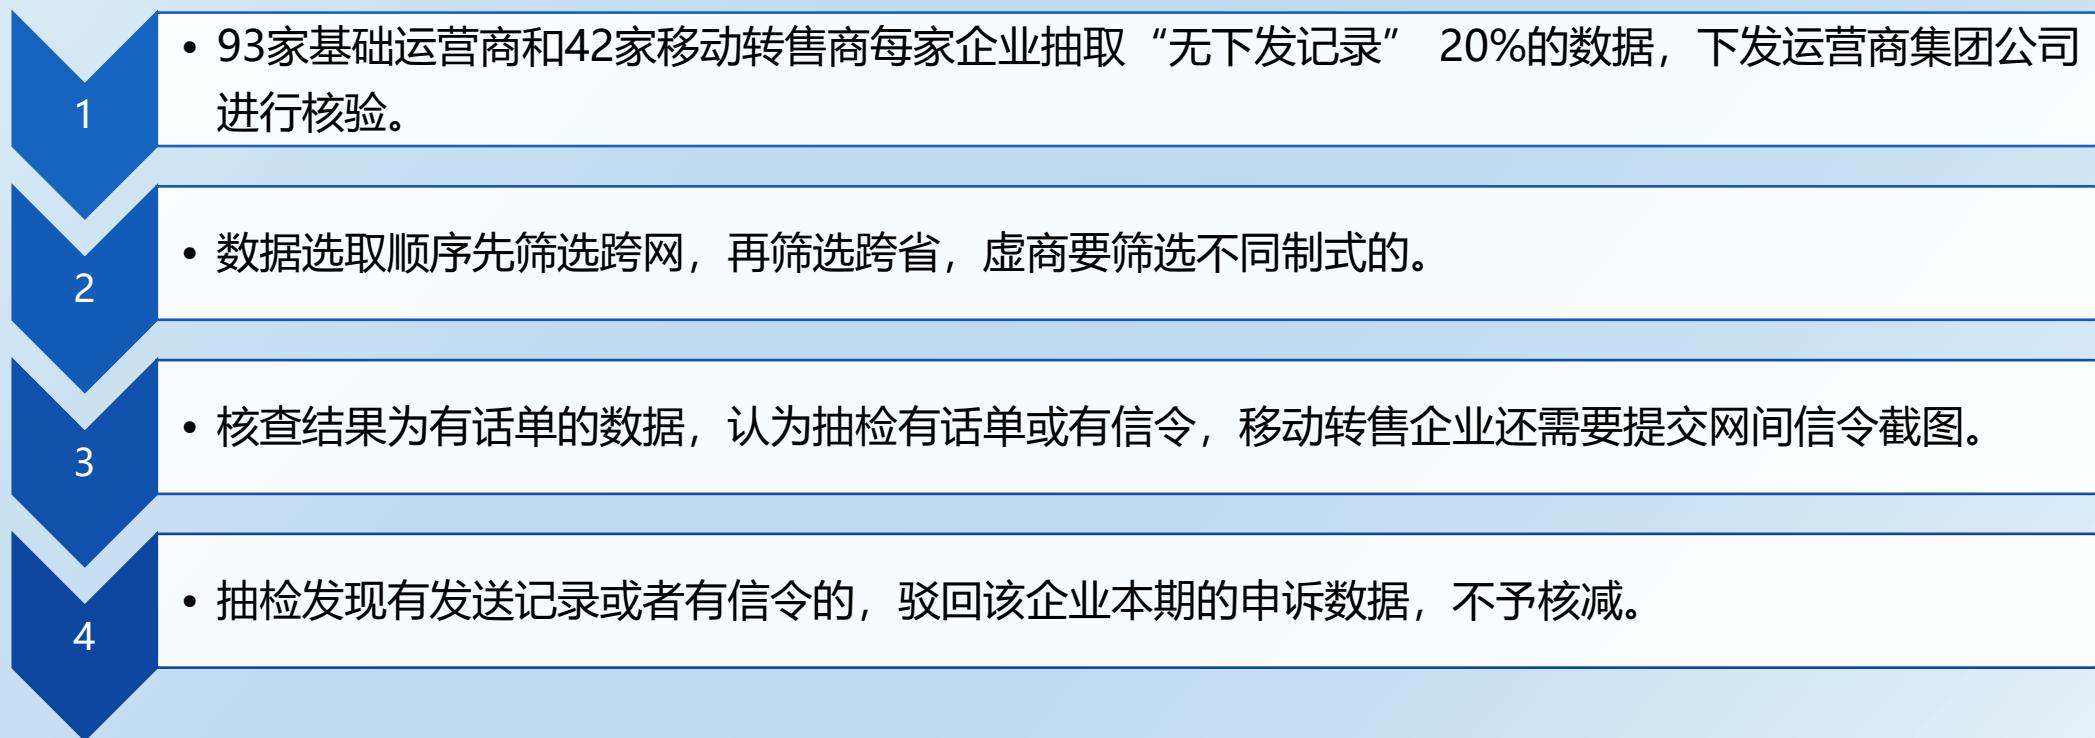 1
• 93家基础运营商和42家移动转售商每家企业抽取“无下发记录” 20%的数据，下发运营商集团公司
进行核验。
2
• 数据选取顺序先筛选跨网，再筛选跨省，虚商要筛选不同制式的。
3
• 核查结果为有话单的数据，认为抽检有话单或有信令，移动转售企业还需要提交网间信令截图。
4
• 抽检发现有发送记录或者有信令的，驳回该企业本期的申诉数据，不予核减。